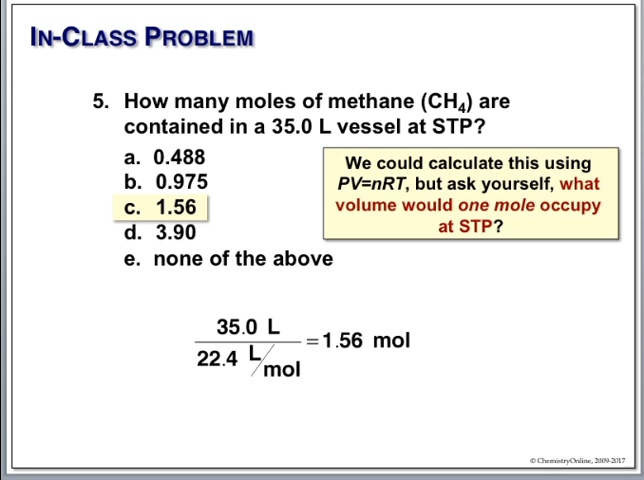 IN-CLASS PROBLEM
5. How many moles of methane (CH₄) are
contained in a 35.0 L vessel at STP?
a. 0.488
b. 0.975
c. 1.56
d. 3.90
e. none of the above
We could calculate this using
PV=nRT, but ask yourself, what
volume would one mole occupy
at STP?
35.0 L
22.4 L/mol
=1.56 mol
© ChemistryOnline, 2009-2017